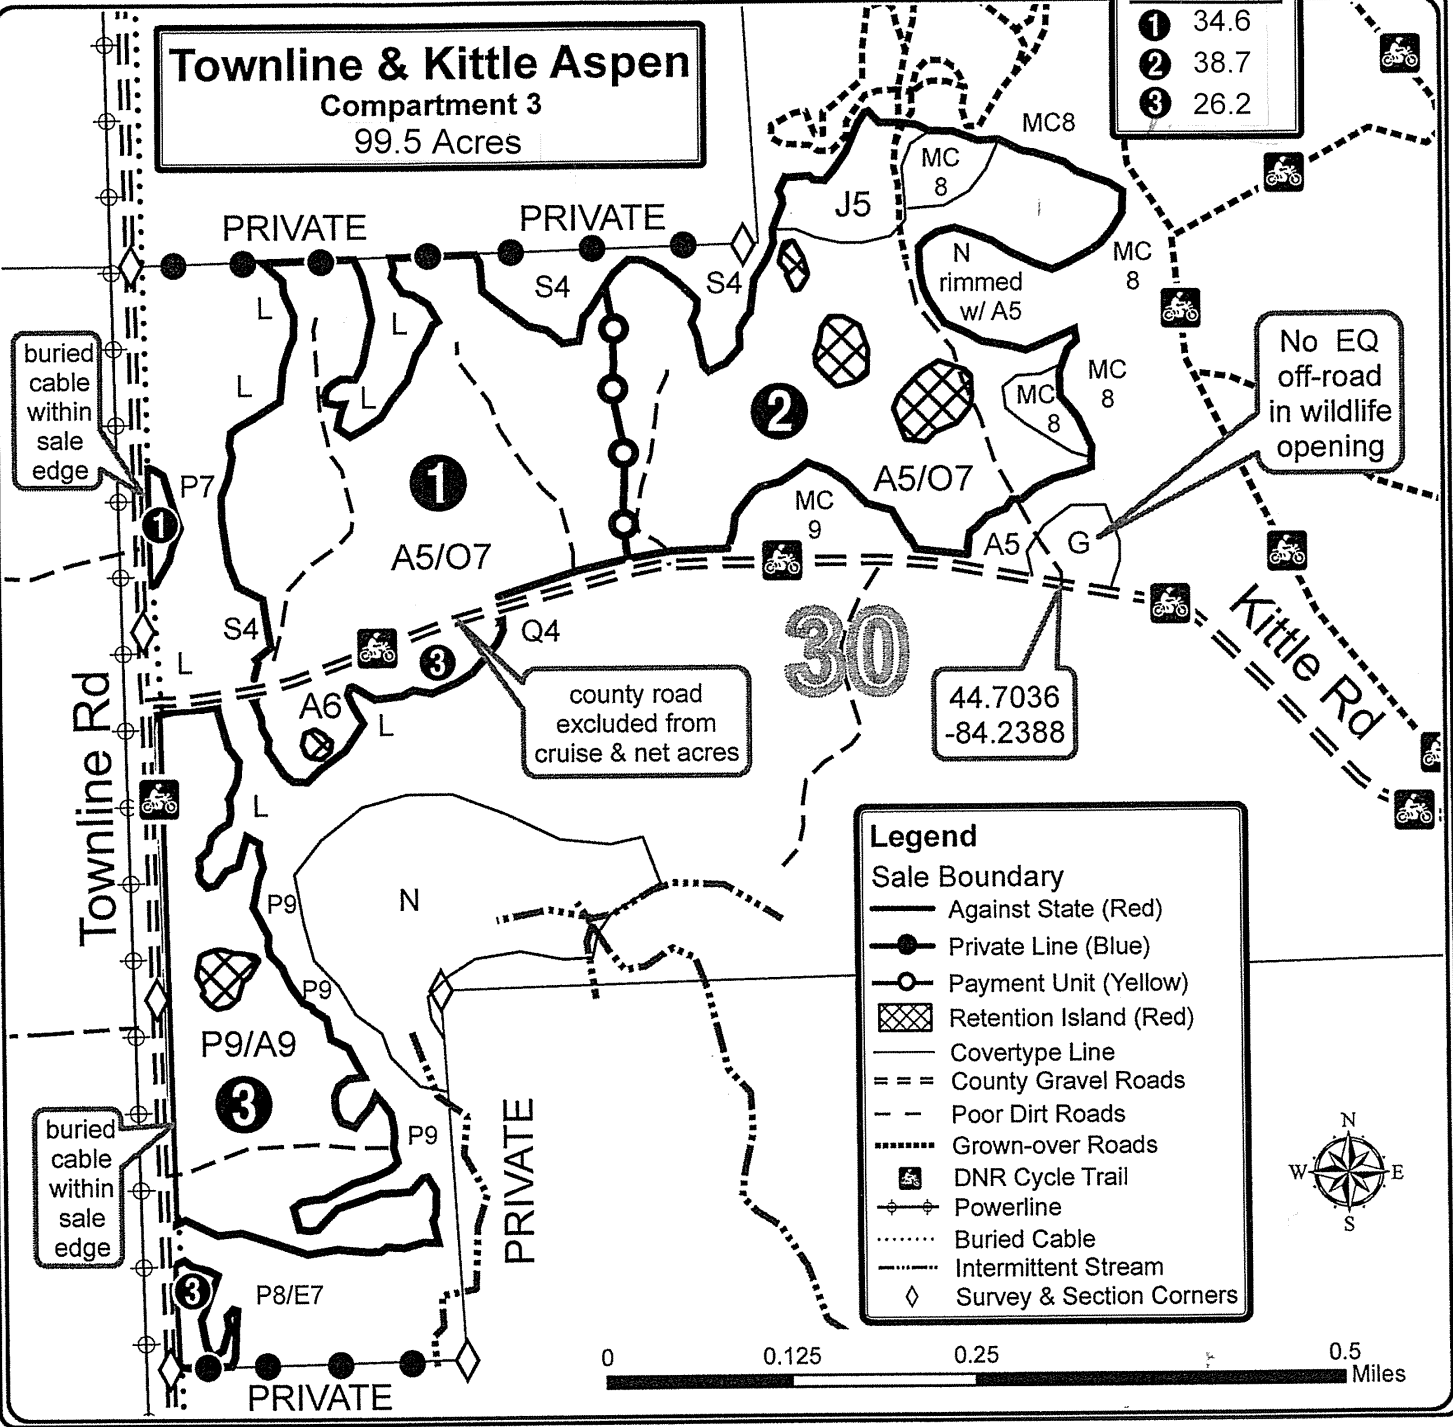 Townline & Kittle Aspen
Compartment 3
99.5 Acres
1 34.6
2 38.7
3 26.2
MC8
MC
8
J5
PRIVATE
PRIVATE
N
rimmed
w/ A5
MC
8
S4
S4
L
L
L
L
buried
cable
within
sale
edge
No EQ
off-road
in wildlife
opening
MC
8
MC
8
2
1
P7
1
A5/O7
MC
9
A5/O7
A5
G
S4
Q4
3
L
30
Kittle Rd
Townline Rd
A6
L
county road
excluded from
cruise & net acres
44.7036
-84.2388
L
P9
N
P9
P9/A9
3
P9
PRIVATE
buried
cable
within
sale
edge
3
P8/E7
PRIVATE
Legend
Sale Boundary
Against State (Red)
Private Line (Blue)
Payment Unit (Yellow)
Retention Island (Red)
Covertype Line
County Gravel Roads
Poor Dirt Roads
Grown-over Roads
DNR Cycle Trail
Powerline
Buried Cable
Intermittent Stream
Survey & Section Corners
N
W E
S
0 0.125 0.25 0.5
Miles